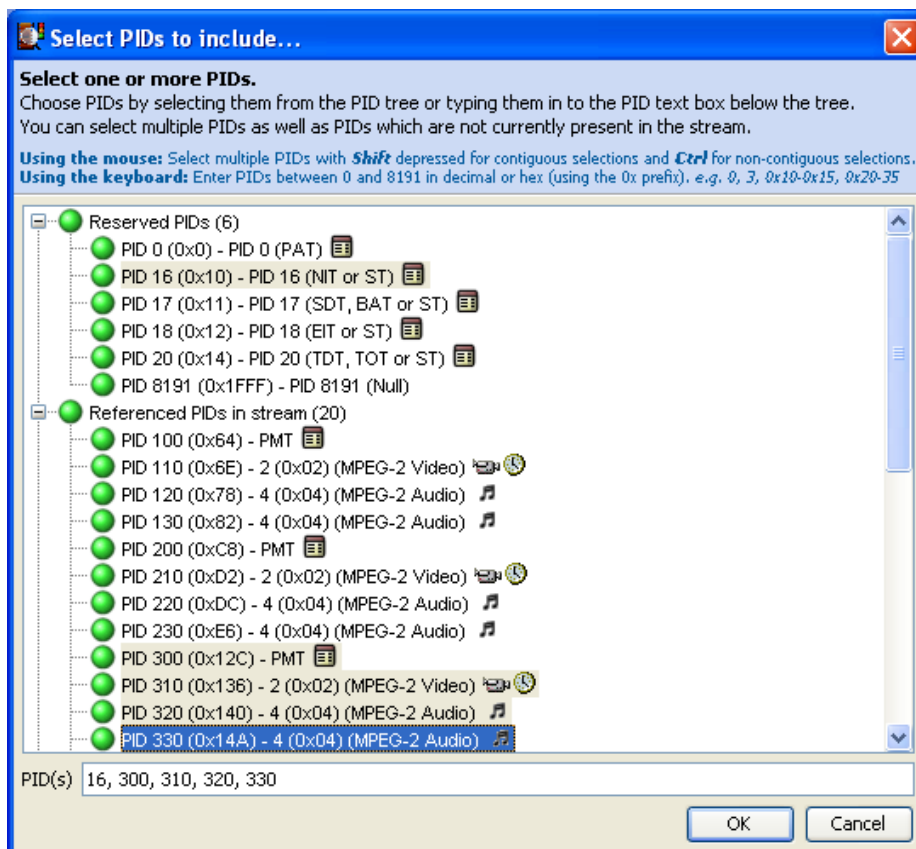 Select PIDs to include...
Select one or more PIDs.
Choose PIDs by selecting them from the PID tree or typing them in to the PID text box below the tree.
You can select multiple PIDs as well as PIDs which are not currently present in the stream.
Using the mouse: Select multiple PIDs with Shift depressed for contiguous selections and Ctrl for non-contiguous selections.
Using the keyboard: Enter PIDs between 0 and 8191 in decimal or hex (using the 0x prefix). e.g. 0, 3, 0x10-0x15, 0x20-35
Reserved PIDs (6)
PID 0 (0x0) - PID 0 (PAT)
PID 16 (0x10) - PID 16 (NIT or ST)
PID 17 (0x11) - PID 17 (SDT, BAT or ST)
PID 18 (0x12) - PID 18 (EIT or ST)
PID 20 (0x14) - PID 20 (TDT, TOT or ST)
PID 8191 (0x1FFF) - PID 8191 (Null)
Referenced PIDs in stream (20)
PID 100 (0x64) - PMT
PID 110 (0x6E) - 2 (0x02) (MPEG-2 Video)
PID 120 (0x78) - 4 (0x04) (MPEG-2 Audio)
PID 130 (0x82) - 4 (0x04) (MPEG-2 Audio)
PID 200 (0xC8) - PMT
PID 210 (0xD2) - 2 (0x02) (MPEG-2 Video)
PID 220 (0xDC) - 4 (0x04) (MPEG-2 Audio)
PID 230 (0xE6) - 4 (0x04) (MPEG-2 Audio)
PID 300 (0x12C) - PMT
PID 310 (0x136) - 2 (0x02) (MPEG-2 Video)
PID 320 (0x140) - 4 (0x04) (MPEG-2 Audio)
PID 330 (0x14A) - 4 (0x04) (MPEG-2 Audio)
PID(s) 16, 300, 310, 320, 330
OK Cancel